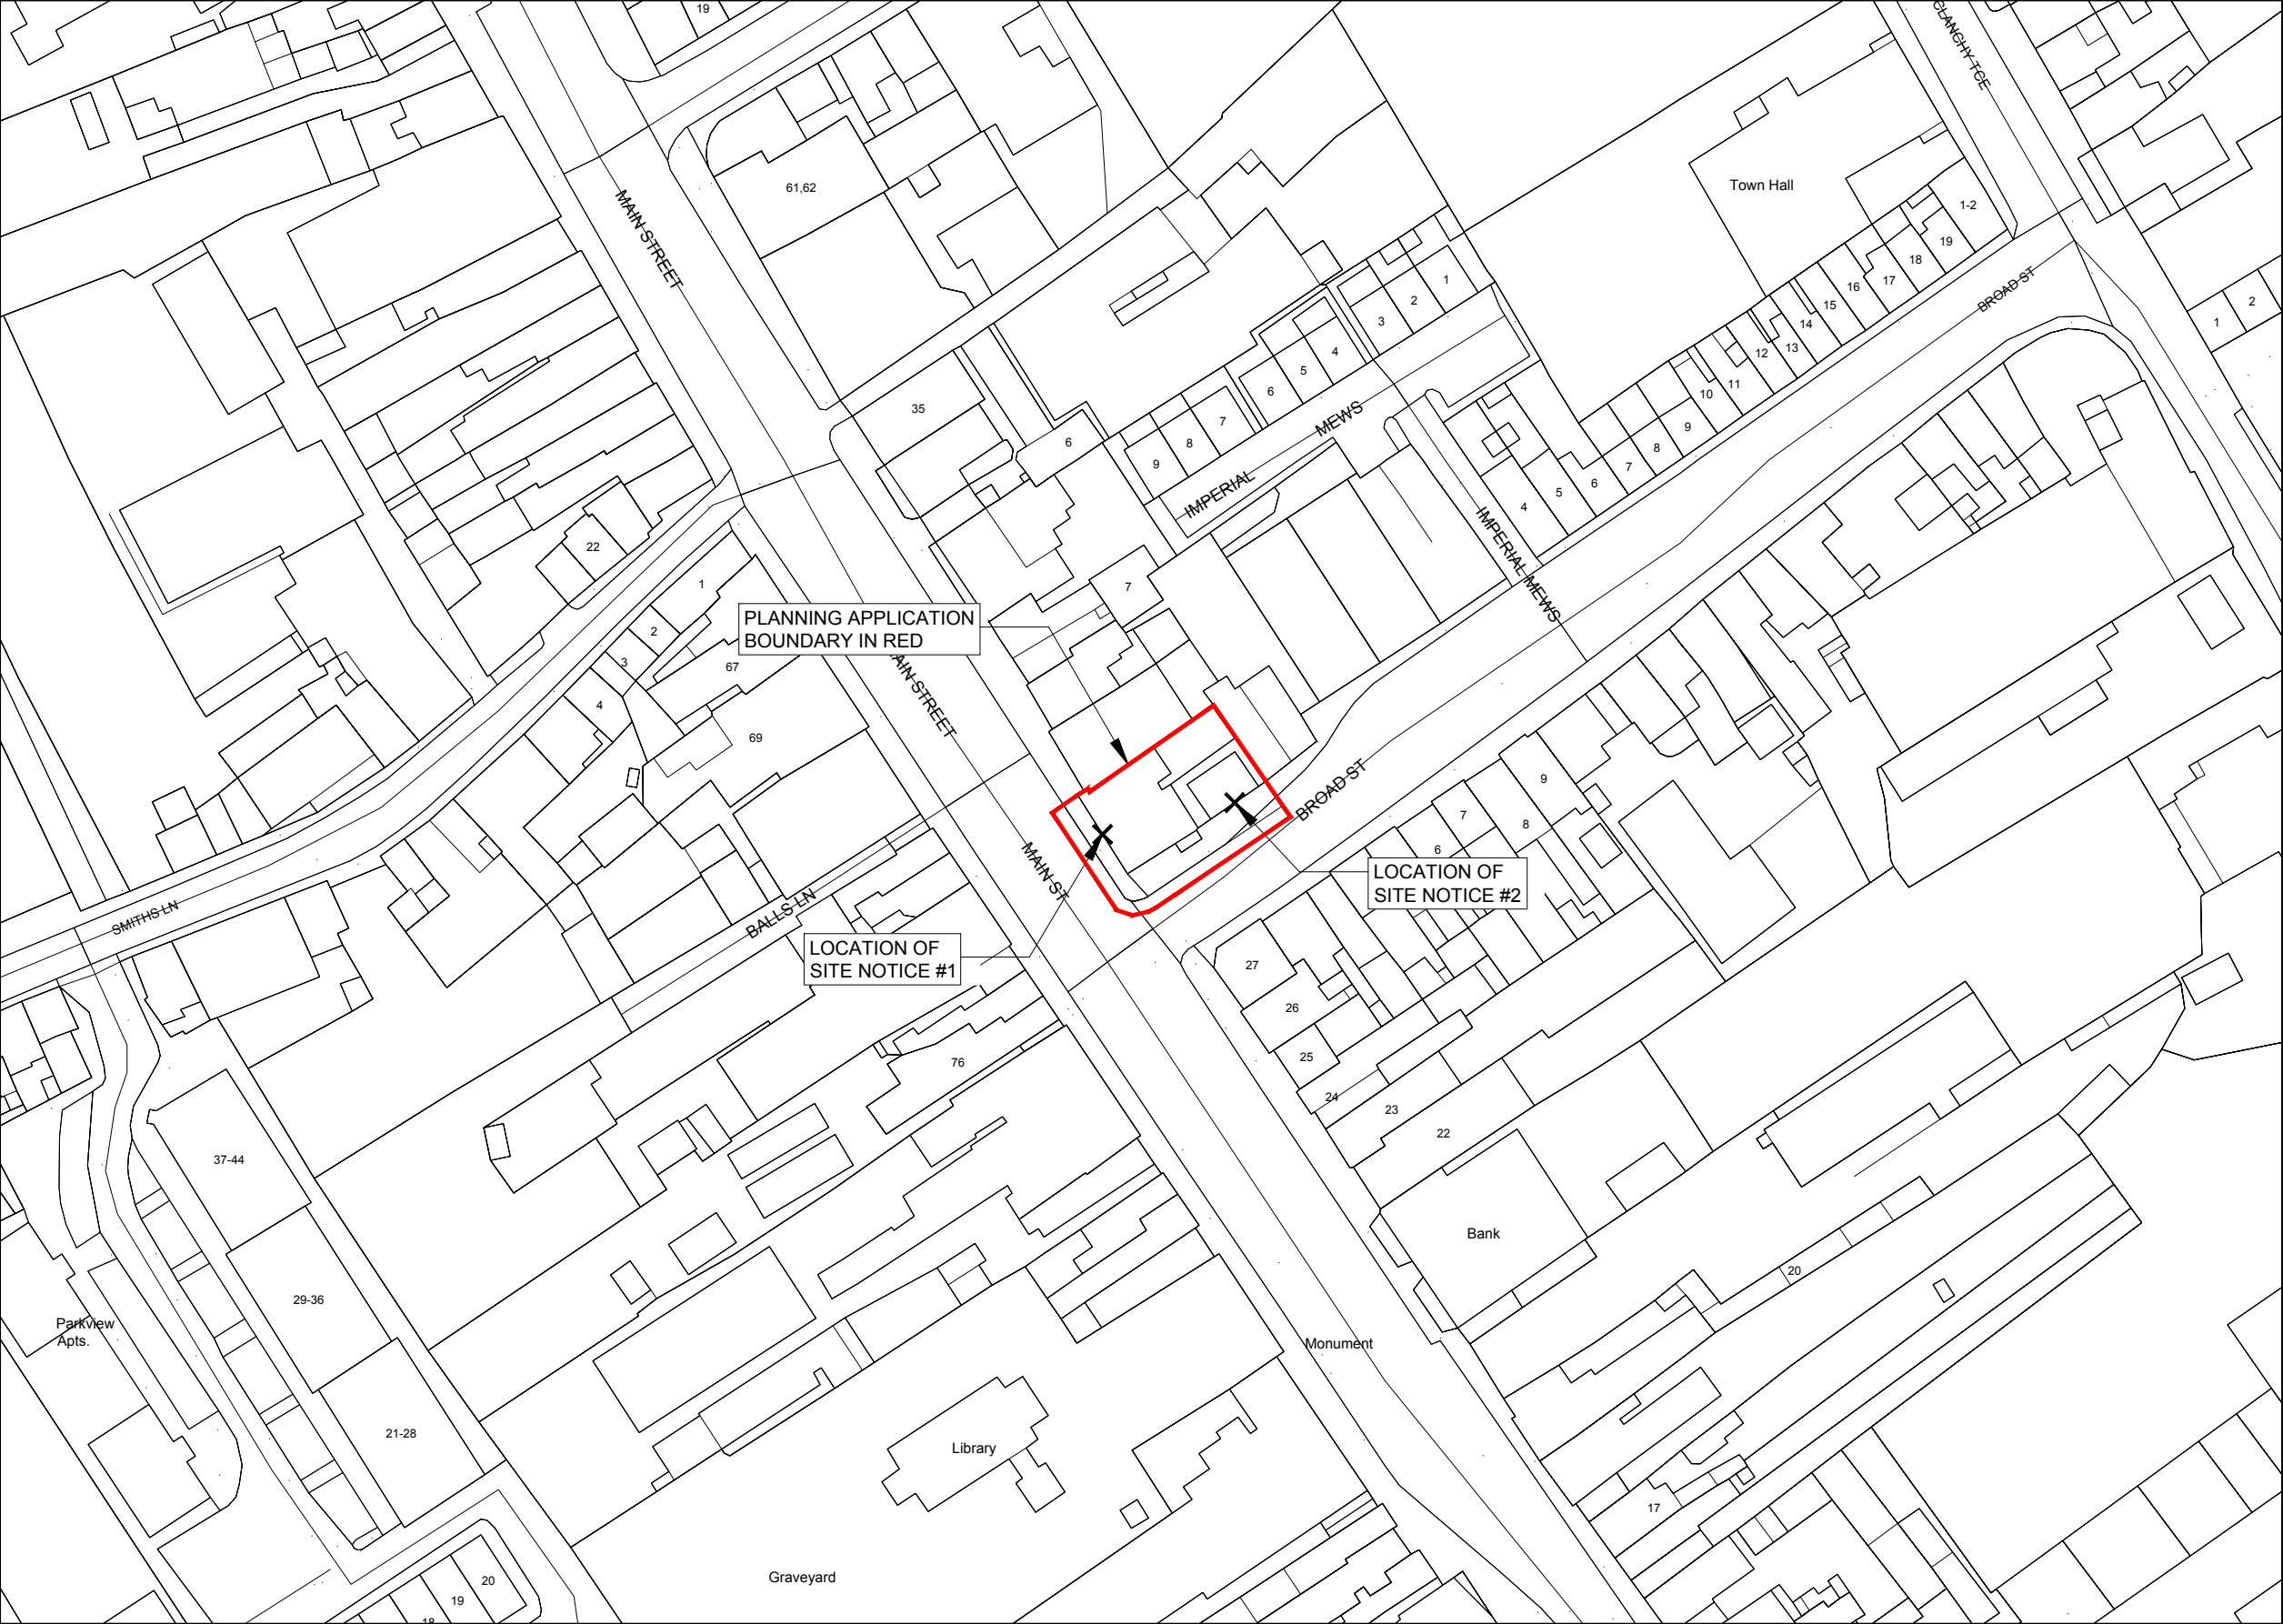 19
CLANCHY TCE
61,62
Town Hall
1-2
MAIN STREET
19
18
17
16
15
14
13
12
11
10
9
8
7
6
5
4
BROAD ST
1
2
1
2
3
4
5
6
7
8
9
6
35
MEWS
IMPERIAL
IMPERIAL MEWS
22
1
2
3
4
67
69
7
PLANNING APPLICATION
BOUNDARY IN RED
AIN STREET
BROAD ST
MAIN ST
9
8
7
6
LOCATION OF
SITE NOTICE #2
SMITHS LN
BALLS LN
LOCATION OF
SITE NOTICE #1
27
26
25
24
23
22
76
37-44
29-36
21-28
Parkview
Apts.
Bank
20
Monument
Library
17
Graveyard
20
19
18